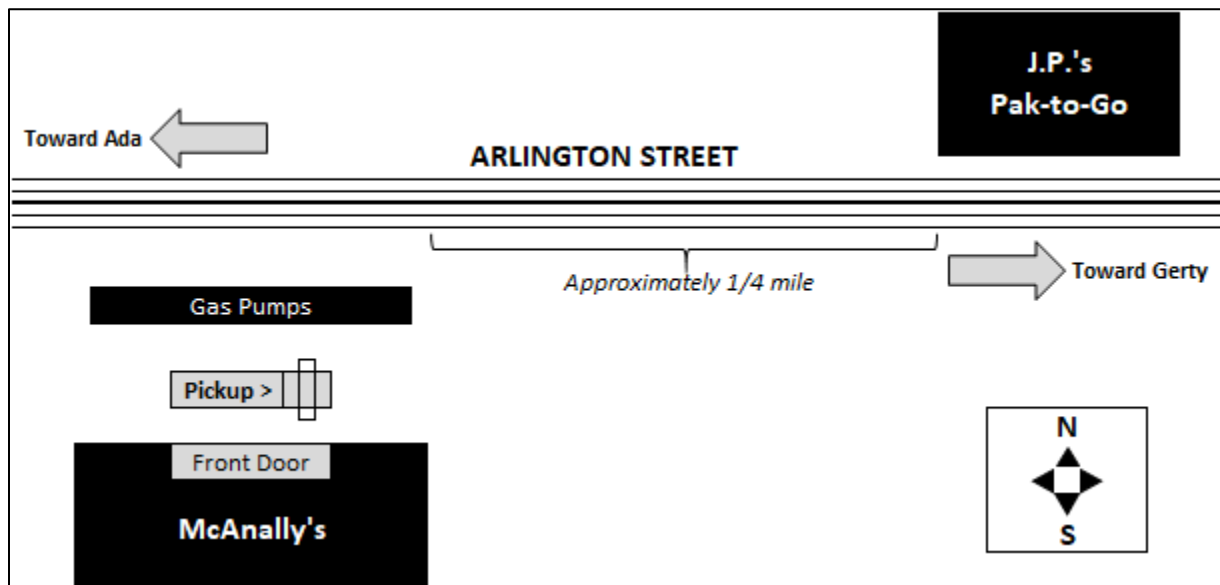 J.P.'s
Pak-to-Go
Toward Ada
ARLINGTON STREET
Approximately 1/4 mile
Toward Gerty
Gas Pumps
Pickup >
Front Door
McAnally's
N
S